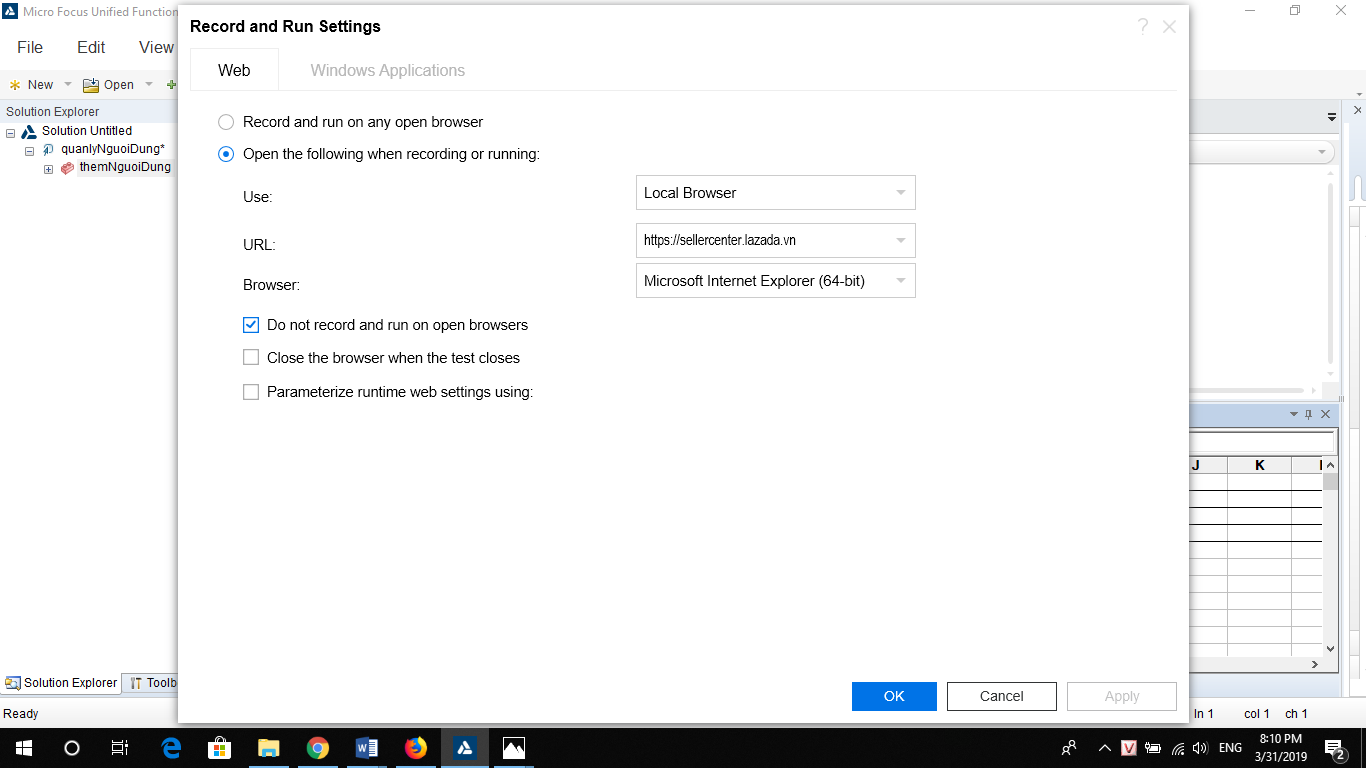 Micro Focus Unified Function
Record and Run Settings
File Edit View
Web Windows Applications
New Open
Solution Explorer
Solution Untitled
quanlyNguoiDung*
themNguoiDung
Record and run on any open browser
Open the following when recording or running:
Use: Local Browser
URL: https://sellercenter.lazada.vn
Browser: Microsoft Internet Explorer (64-bit)
Do not record and run on open browsers
Close the browser when the test closes
Parameterize runtime web settings using:
J K
Solution Explorer Toolb
OK Cancel Apply
Ready ln 1 col 1 ch 1
V ENG 8:10 PM
3/31/2019 2